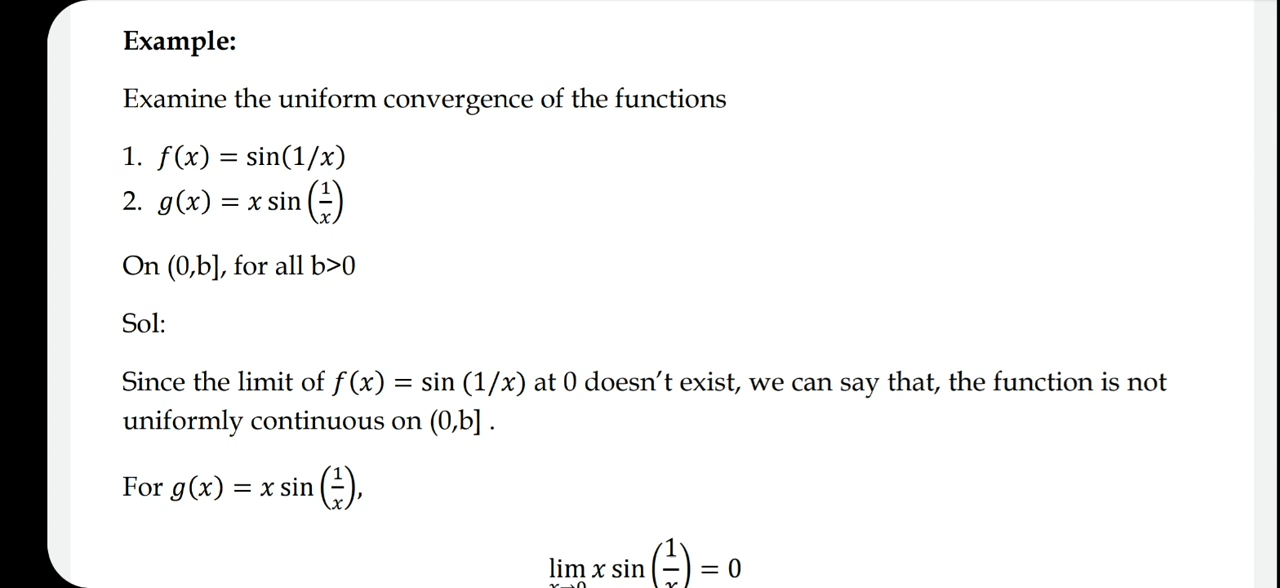 Example:
Examine the uniform convergence of the functions
1. f(x) = sin(1/x)
2. g(x) = x sin(1/x)
On (0,b], for all b>0
Sol:
Since the limit of f(x) = sin (1/x) at 0 doesn't exist, we can say that, the function is not
uniformly continuous on (0,b] .
For g(x) = x sin(1/x),
lim x→0 x sin(1/x) = 0